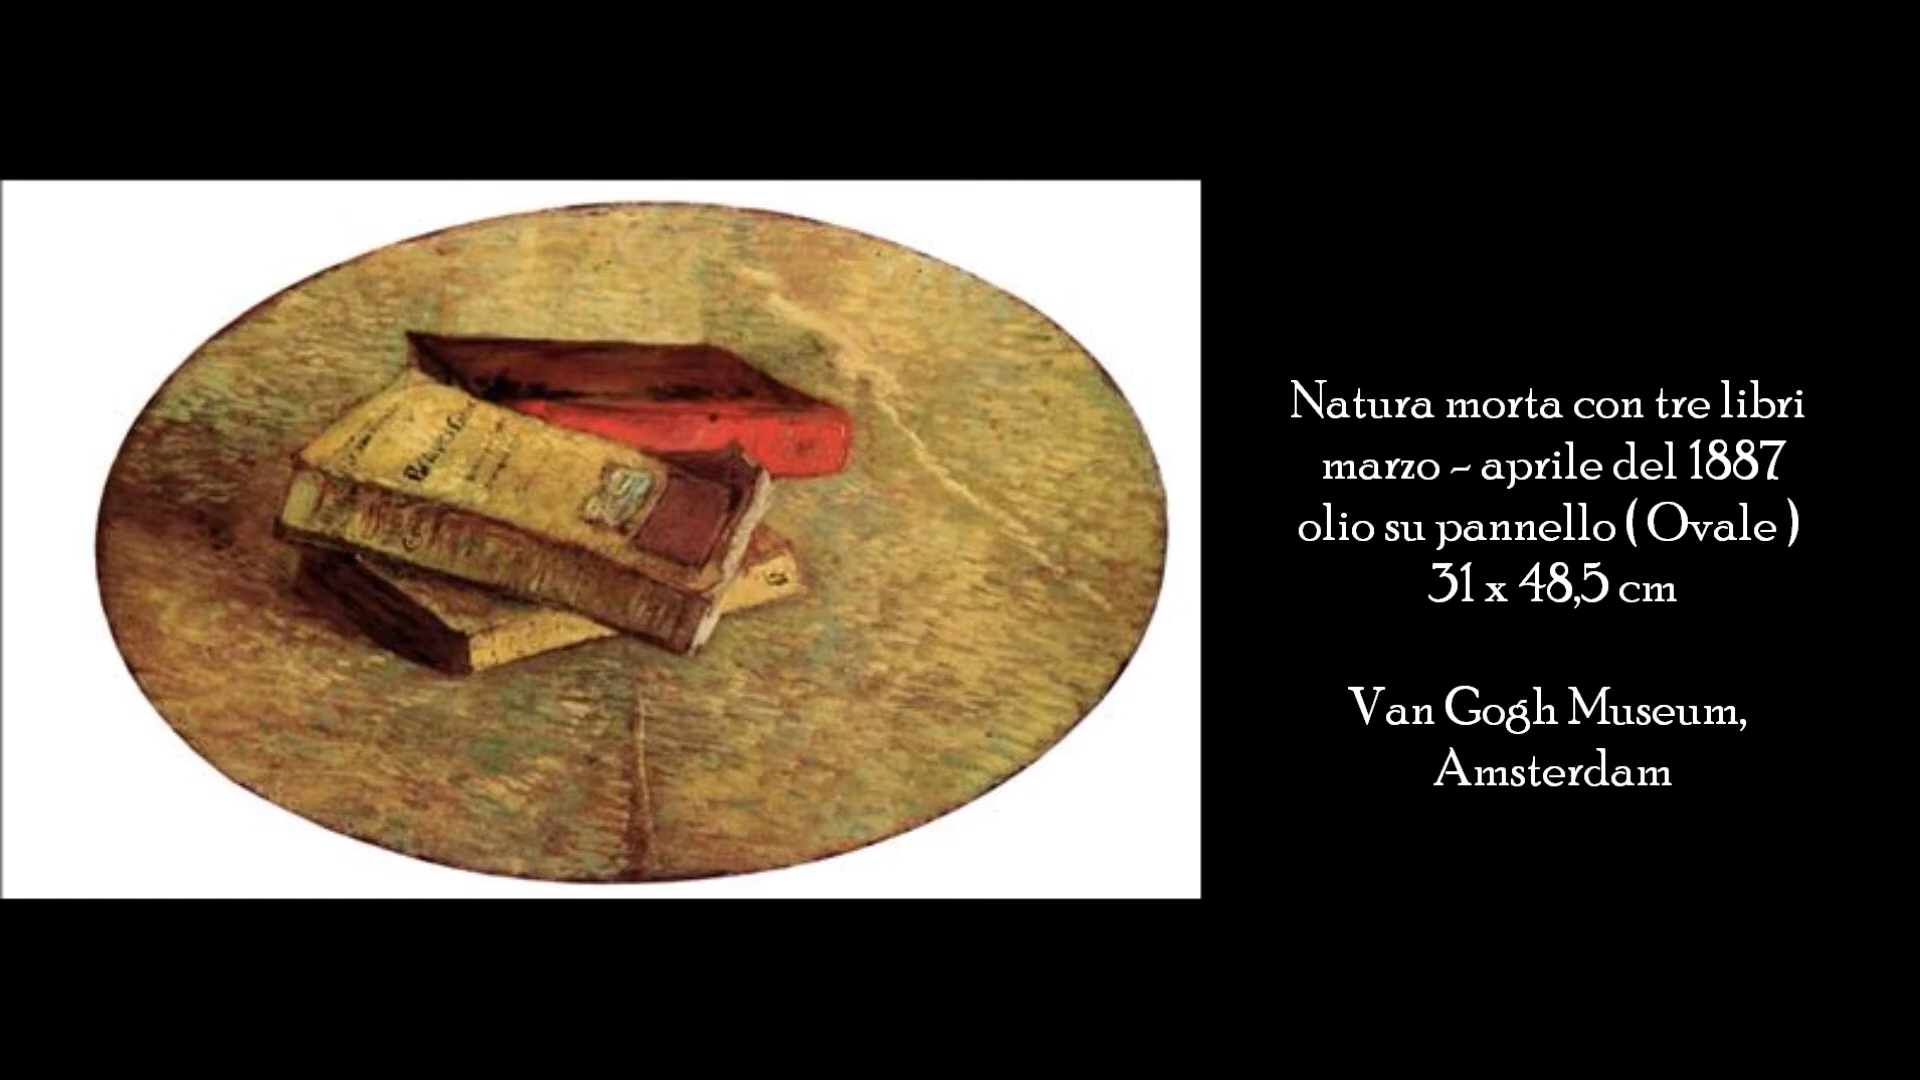 Natura morta con tre libri
marzo - aprile del 1887
olio su pannello ( Ovale )
31 x 48,5 cm
Van Gogh Museum,
Amsterdam